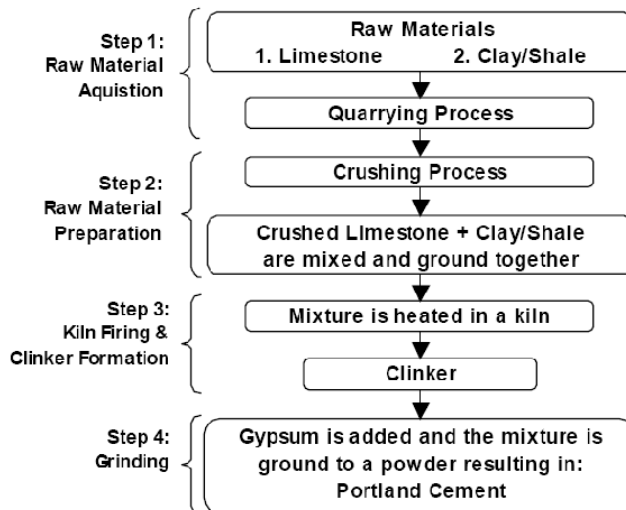 Step 1:
Raw Material
Aquistion
Raw Materials
1. Limestone 2. Clay/Shale
Quarrying Process
Step 2:
Raw Material
Preparation
Crushing Process
Crushed Limestone + Clay/Shale
are mixed and ground together
Step 3:
Kiln Firing &
Clinker Formation
Mixture is heated in a kiln
Clinker
Step 4:
Grinding
Gypsum is added and the mixture is
ground to a powder resulting in:
Portland Cement